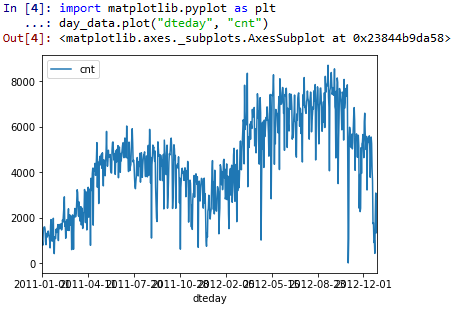 In [4]: import matplotlib.pyplot as plt
...: day_data.plot("dteday", "cnt")
Out[4]: <matplotlib.axes._subplots.AxesSubplot at 0x23844b9da58>
cnt
8000
6000
4000
2000
0
2011-01-01 2011-04-11 2011-07-20 2011-10-28 2012-02-05 2012-05-15 2012-08-23 2012-12-01
dteday